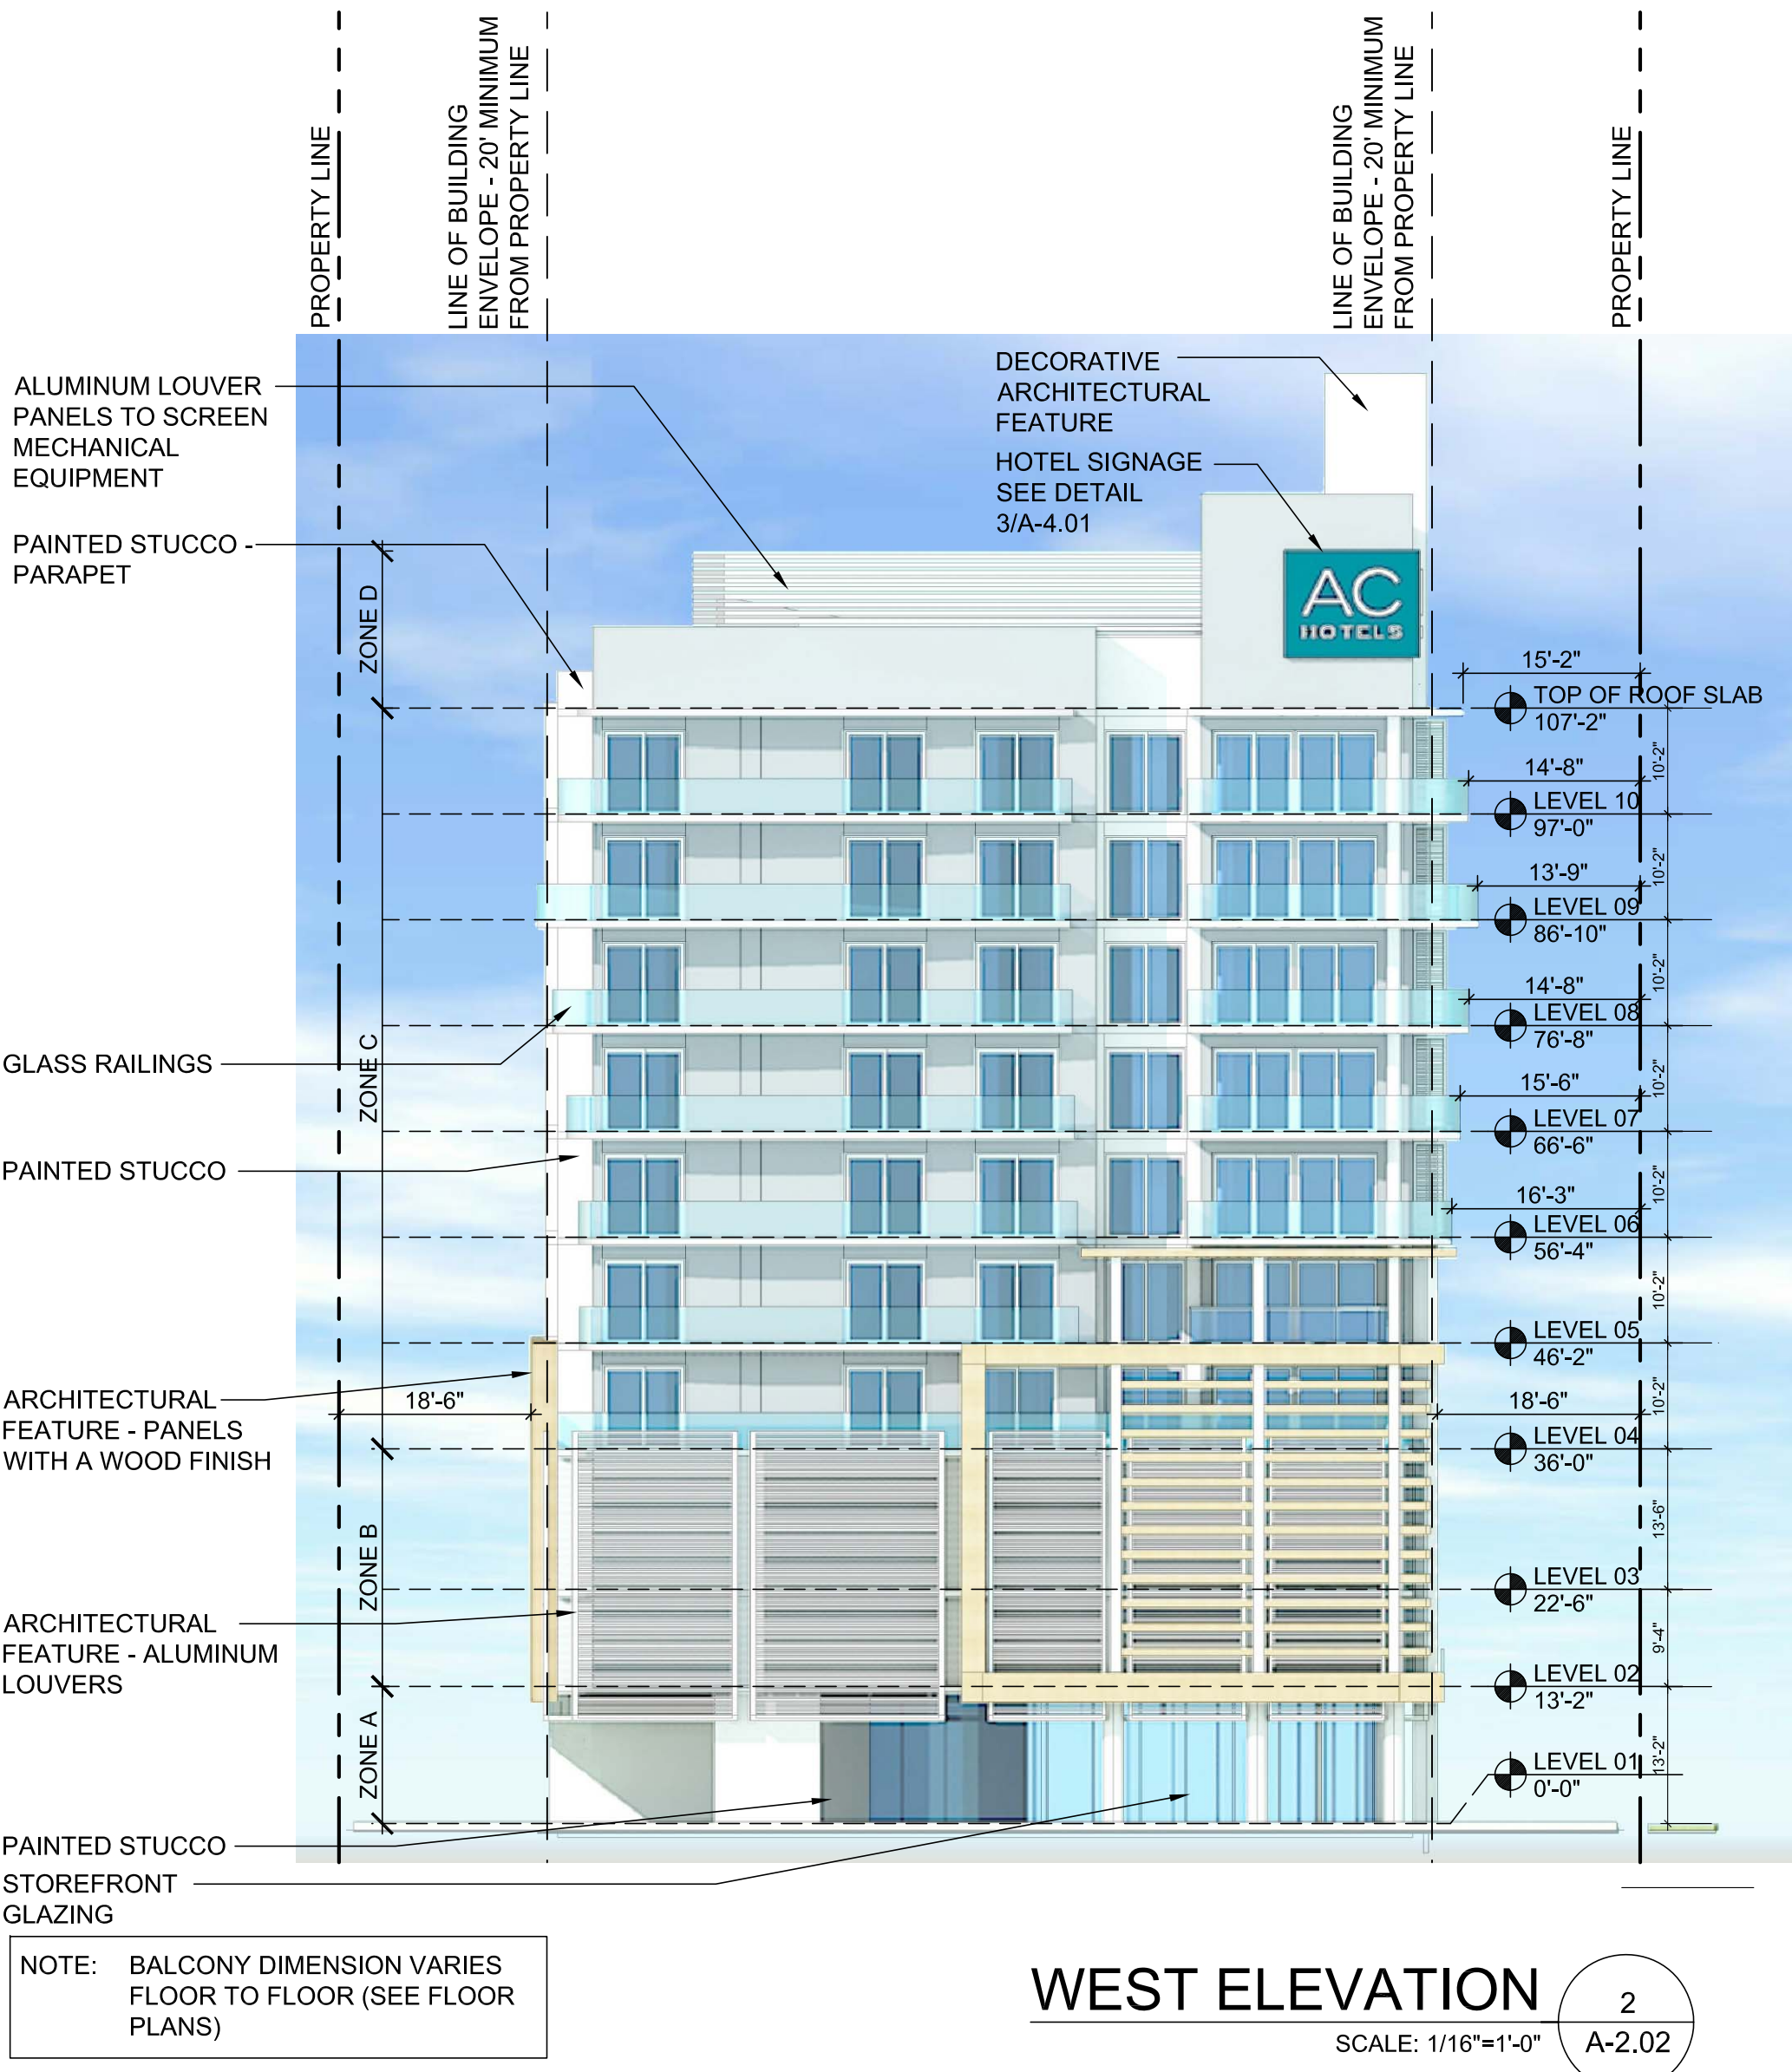 PROPERTY LINE
LINE OF BUILDING
ENVELOPE - 20' MINIMUM
FROM PROPERTY LINE
LINE OF BUILDING
ENVELOPE - 20' MINIMUM
FROM PROPERTY LINE
PROPERTY LINE
ALUMINUM LOUVER
PANELS TO SCREEN
MECHANICAL
EQUIPMENT
PAINTED STUCCO -
PARAPET
DECORATIVE
ARCHITECTURAL
FEATURE
HOTEL SIGNAGE
SEE DETAIL
3/A-4.01
AC
HOTELS
ZONE D
ZONE C
ZONE B
ZONE A
GLASS RAILINGS
PAINTED STUCCO
ARCHITECTURAL
FEATURE - PANELS
WITH A WOOD FINISH
18'-6"
ARCHITECTURAL
FEATURE - ALUMINUM
LOUVERS
PAINTED STUCCO
STOREFRONT
GLAZING
15'-2"
TOP OF ROOF SLAB
107'-2"
10'-2"
14'-8"
LEVEL 10
97'-0"
10'-2"
13'-9"
LEVEL 09
86'-10"
10'-2"
14'-8"
LEVEL 08
76'-8"
10'-2"
15'-6"
LEVEL 07
66'-6"
10'-2"
16'-3"
LEVEL 06
56'-4"
10'-2"
LEVEL 05
46'-2"
10'-2"
18'-6"
LEVEL 04
36'-0"
13'-6"
LEVEL 03
22'-6"
9'-4"
LEVEL 02
13'-2"
13'-2"
LEVEL 01
0'-0"
NOTE: BALCONY DIMENSION VARIES
FLOOR TO FLOOR (SEE FLOOR
PLANS)
WEST ELEVATION
SCALE: 1/16"=1'-0"
2
A-2.02